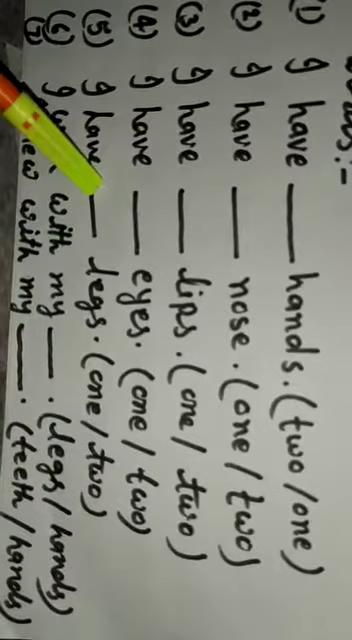 (1) I have ___ hands. (two/one)
(2) I have ___ nose. (one/two)
(3) I have ___ lips. (one/two)
(4) I have ___ eyes. (one/two)
(5) I have ___ legs. (one/two)
(6) I with my ___. (legs/hands)
(7) with my ___. (teeth/hands)